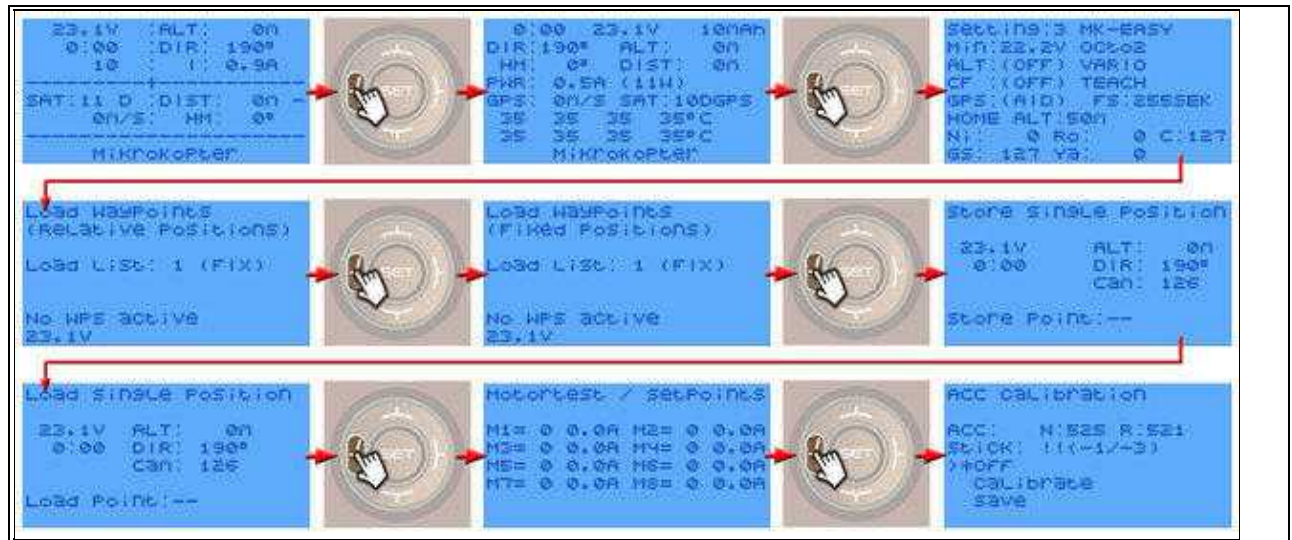 23.1V :ALT: 0m
0:00 :DIR: 190°
10 : I: 0.9A
SAT:11 D :DIST: 0m
0m/s: HM: 0°
MikroKopter
SET
0:00 23.1V 10mAh
DIR:190° ALT: 0m
HM: 0° DIST: 0m
PWR: 0.5A (11W)
GPS: 0m/s SAT:10DGPS
35 35 35 35°C
35 35 35 35°C
MikroKopter
SET
Setting:3 MK-EASY
Min:22.2V Octo2
ALT:(OFF) VARIO
CF :(OFF) TEACH
GPS:(AID) FS:255SEK
HOME ALT:50m
Ni: 0 Ro: 0 C:127
GS: 127 Ya: 0
Load WayPoints
(Relative Positions)
Load List: 1 (FIX)
No WPs active
23.1V
SET
Load WayPoints
(Fixed Positions)
Load List: 1 (FIX)
No WPs active
23.1V
SET
Store Single Position
23.1V ALT: 0m
0:00 DIR: 190°
Can: 126
Store Point:--
Load Single Position
23.1V ALT: 0m
0:00 DIR: 190°
Can: 126
Load Point:--
SET
Motortest / SetPoints
M1= 0 0.0A M2= 0 0.0A
M3= 0 0.0A M4= 0 0.0A
M5= 0 0.0A M6= 0 0.0A
M7= 0 0.0A M8= 0 0.0A
SET
ACC Calibration
ACC: N:525 R:521
Stick: !((-1/-3)
>*OFF
Calibrate
Save